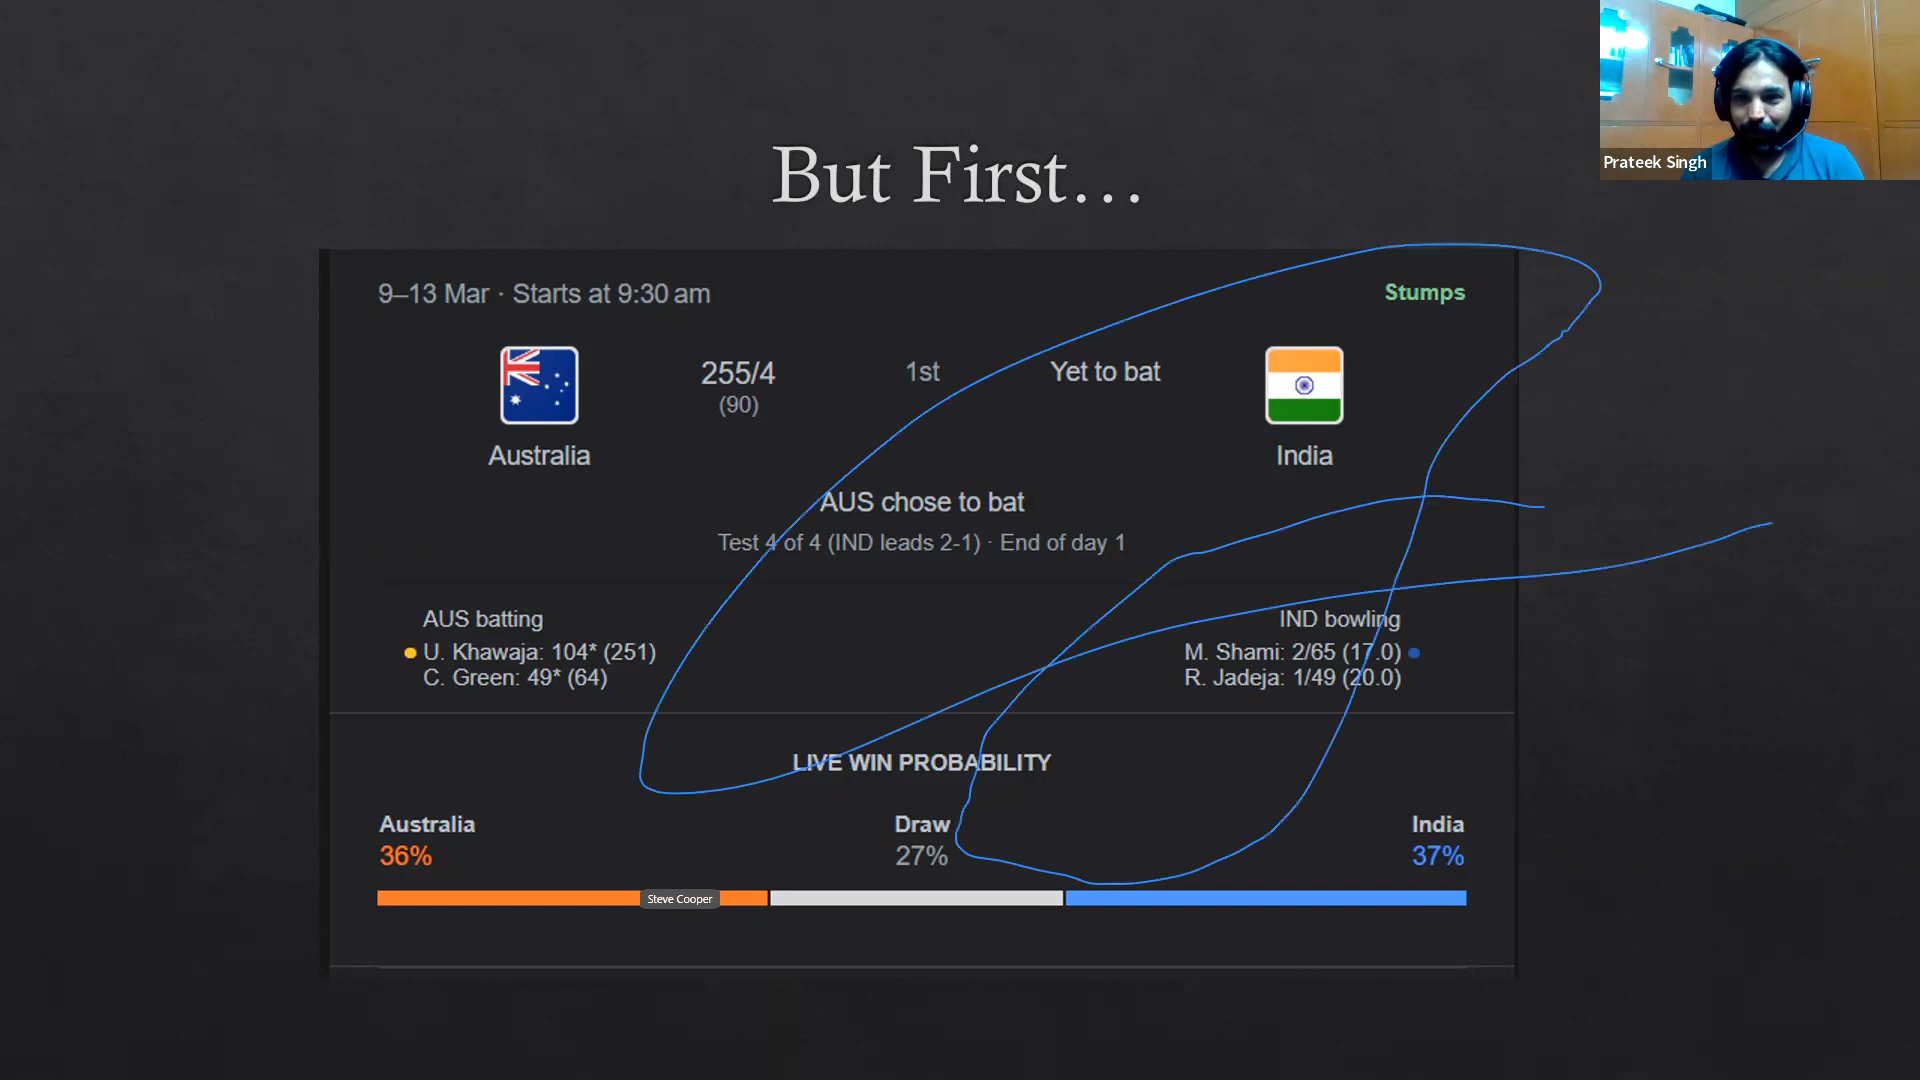 Prateek Singh
But First...
9–13 Mar · Starts at 9:30 am
Stumps
255/4
1st
Yet to bat
(90)
Australia
India
AUS chose to bat
Test 4 of 4 (IND leads 2-1) · End of day 1
AUS batting
IND bowling
U. Khawaja: 104* (251)
M. Shami: 2/65 (17.0)
C. Green: 49* (64)
R. Jadeja: 1/49 (20.0)
LIVE WIN PROBABILITY
Australia
Draw
India
36%
27%
37%
Steve Cooper